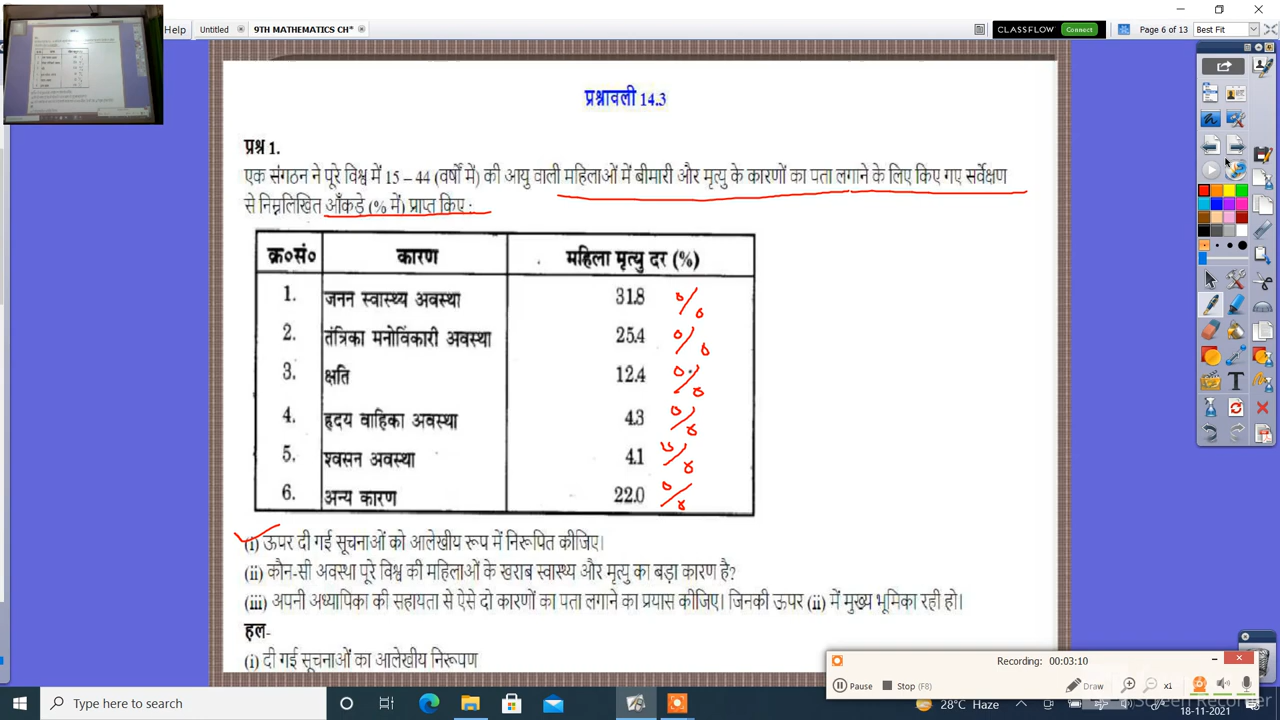 Help
Untitled
9TH MATHEMATICS CH*
CLASSFLOW
Connect
Page 6 of 13
Best Fit
प्रश्नावली 14.3
प्रश्न 1.
एक संगठन ने पूरे विश्व में 15 – 44 (वर्षों में) की आयु वाली महिलाओं में बीमारी और मृत्यु के कारणों का पता लगाने के लिए किए गए सर्वेक्षण
से निम्नलिखित आँकड़े (% में) प्राप्त किए :
क्र०सं० कारण महिला मृत्यु दर (%)
1. जनन स्वास्थ्य अवस्था 31.8 %
2. तंत्रिका मनोविकारी अवस्था 25.4 %
3. क्षति 12.4 %
4. हृदय वाहिका अवस्था 4.3 %
5. श्वसन अवस्था 4.1 %
6. अन्य कारण 22.0 %
(i) ऊपर दी गई सूचनाओं को आलेखीय रूप में निरूपित कीजिए।
(ii) कौन-सी अवस्था पूरे विश्व की महिलाओं के खराब स्वास्थ्य और मृत्यु का बड़ा कारण है?
(iii) अपनी अध्यापिका की सहायता से ऐसे दो कारणों का पता लगाने का प्रयास कीजिए। जिनकी ऊपर (ii) में मुख्य भूमिका रही हो।
हल-
(i) दी गई सूचनाओं का आलेखीय निरूपण
Recording: 00:03:10
Pause
Stop (F8)
Draw
x1
Type here to search
28°C Haze
18-11-2021